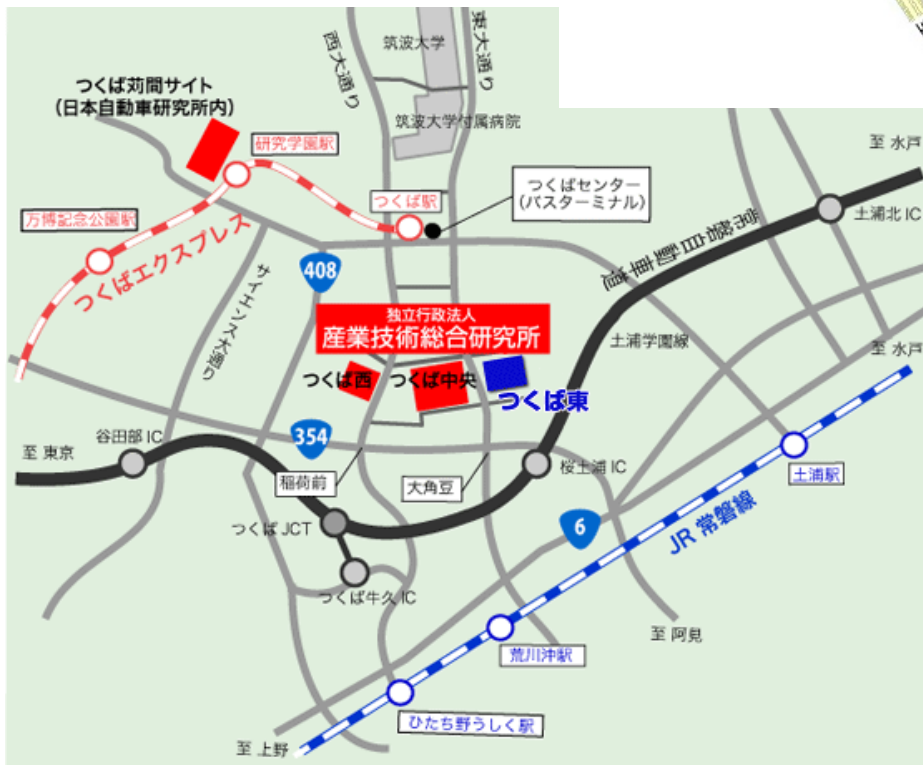 西大通り
筑波大学
東大通り
つくば苅間サイト
(日本自動車研究所内)
筑波大学付属病院
研究学園駅
至 水戸
つくばセンター
(バスターミナル)
つくば駅
万博記念公園駅
土浦北 IC
つくばエクスプレス
常磐自動車道
408
サイエンス大通り
独立行政法人
産業技術総合研究所
土浦学園線
至 水戸
つくば西
つくば中央
つくば東
谷田部 IC
354
至 東京
稲荷前
大角豆
桜土浦 IC
土浦駅
つくば JCT
6
JR 常磐線
つくば牛久 IC
至 阿見
荒川沖駅
ひたち野うしく駅
至 上野